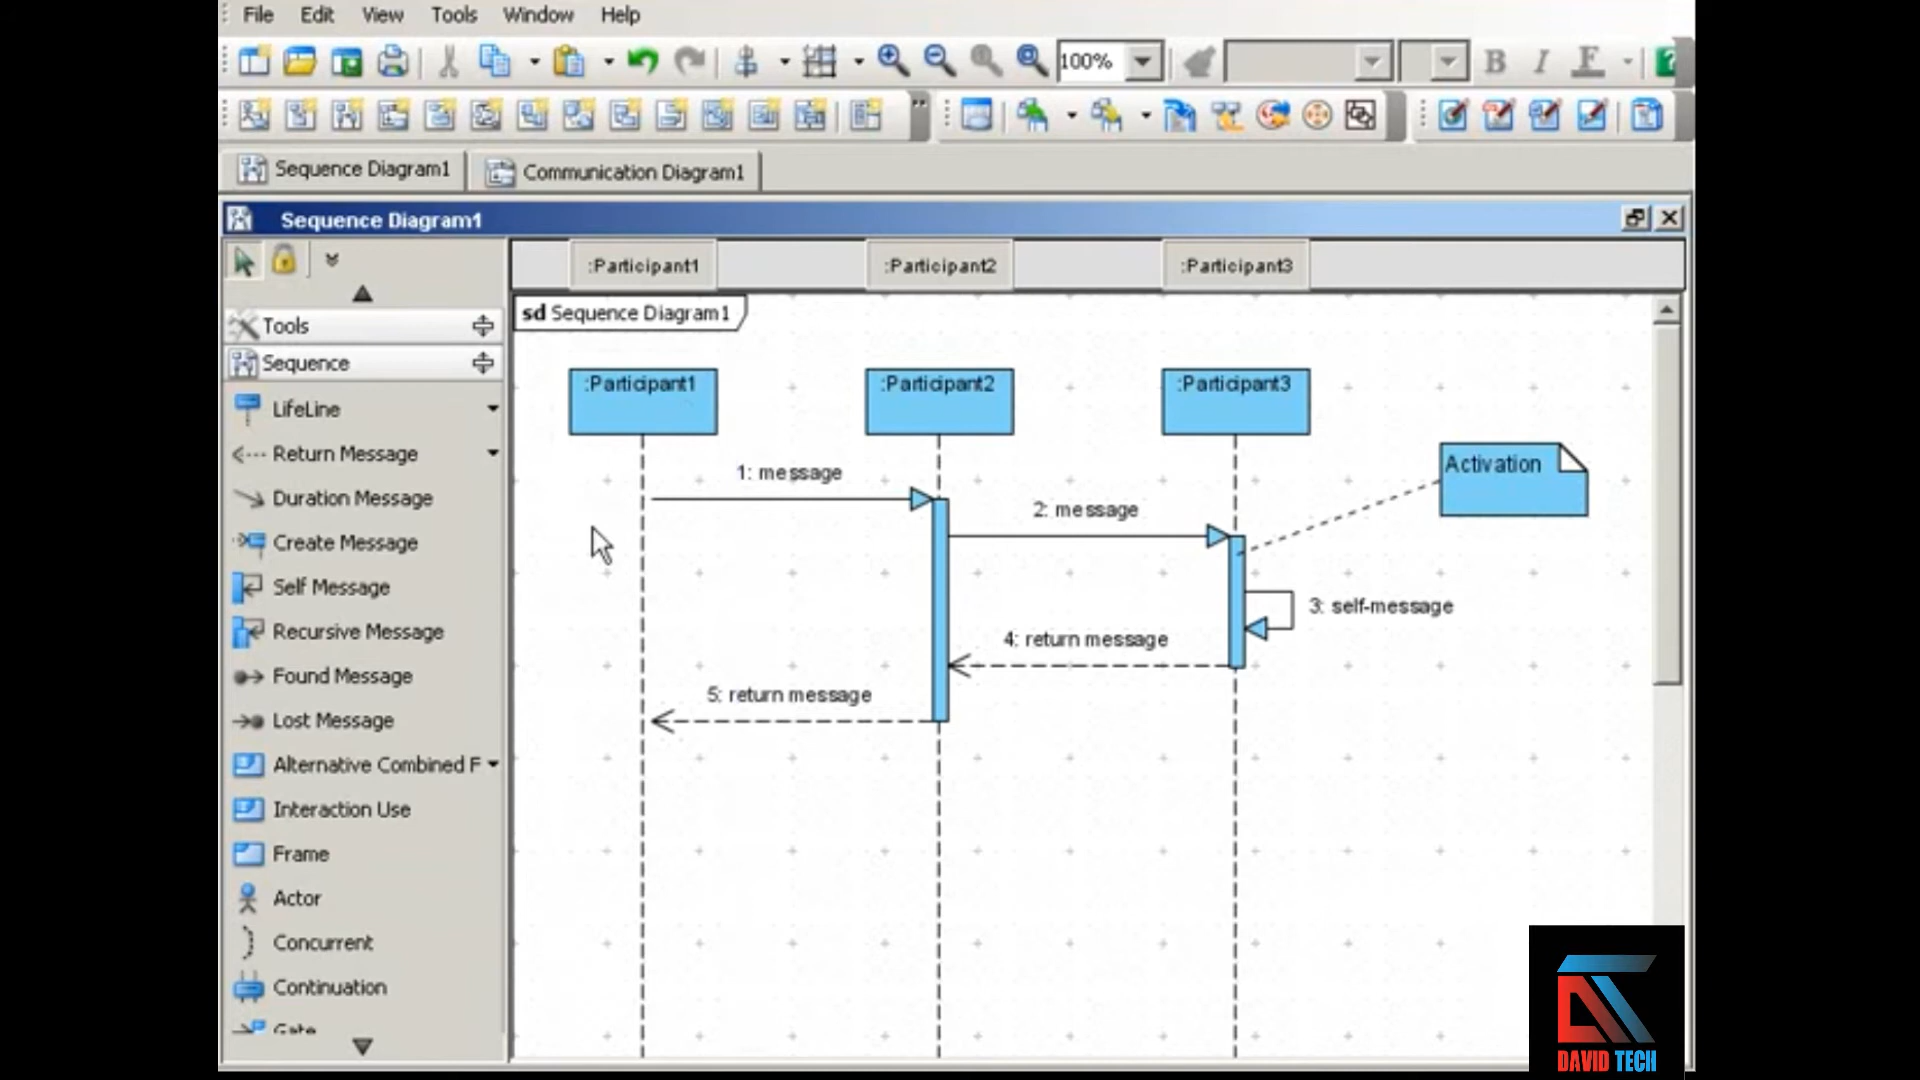 File Edit View Tools Window Help
100% B I F ?
Sequence Diagram1 Communication Diagram1
Sequence Diagram1
:Participant1 :Participant2 :Participant3
sd Sequence Diagram1
Tools
Sequence
LifeLine
Return Message
Duration Message
Create Message
Self Message
Recursive Message
Found Message
Lost Message
Alternative Combined F
Interaction Use
Frame
Actor
Concurrent
Continuation
Gate
:Participant1 :Participant2 :Participant3
Activation
1: message
2: message
3: self-message
4: return message
5: return message
DAVID TECH